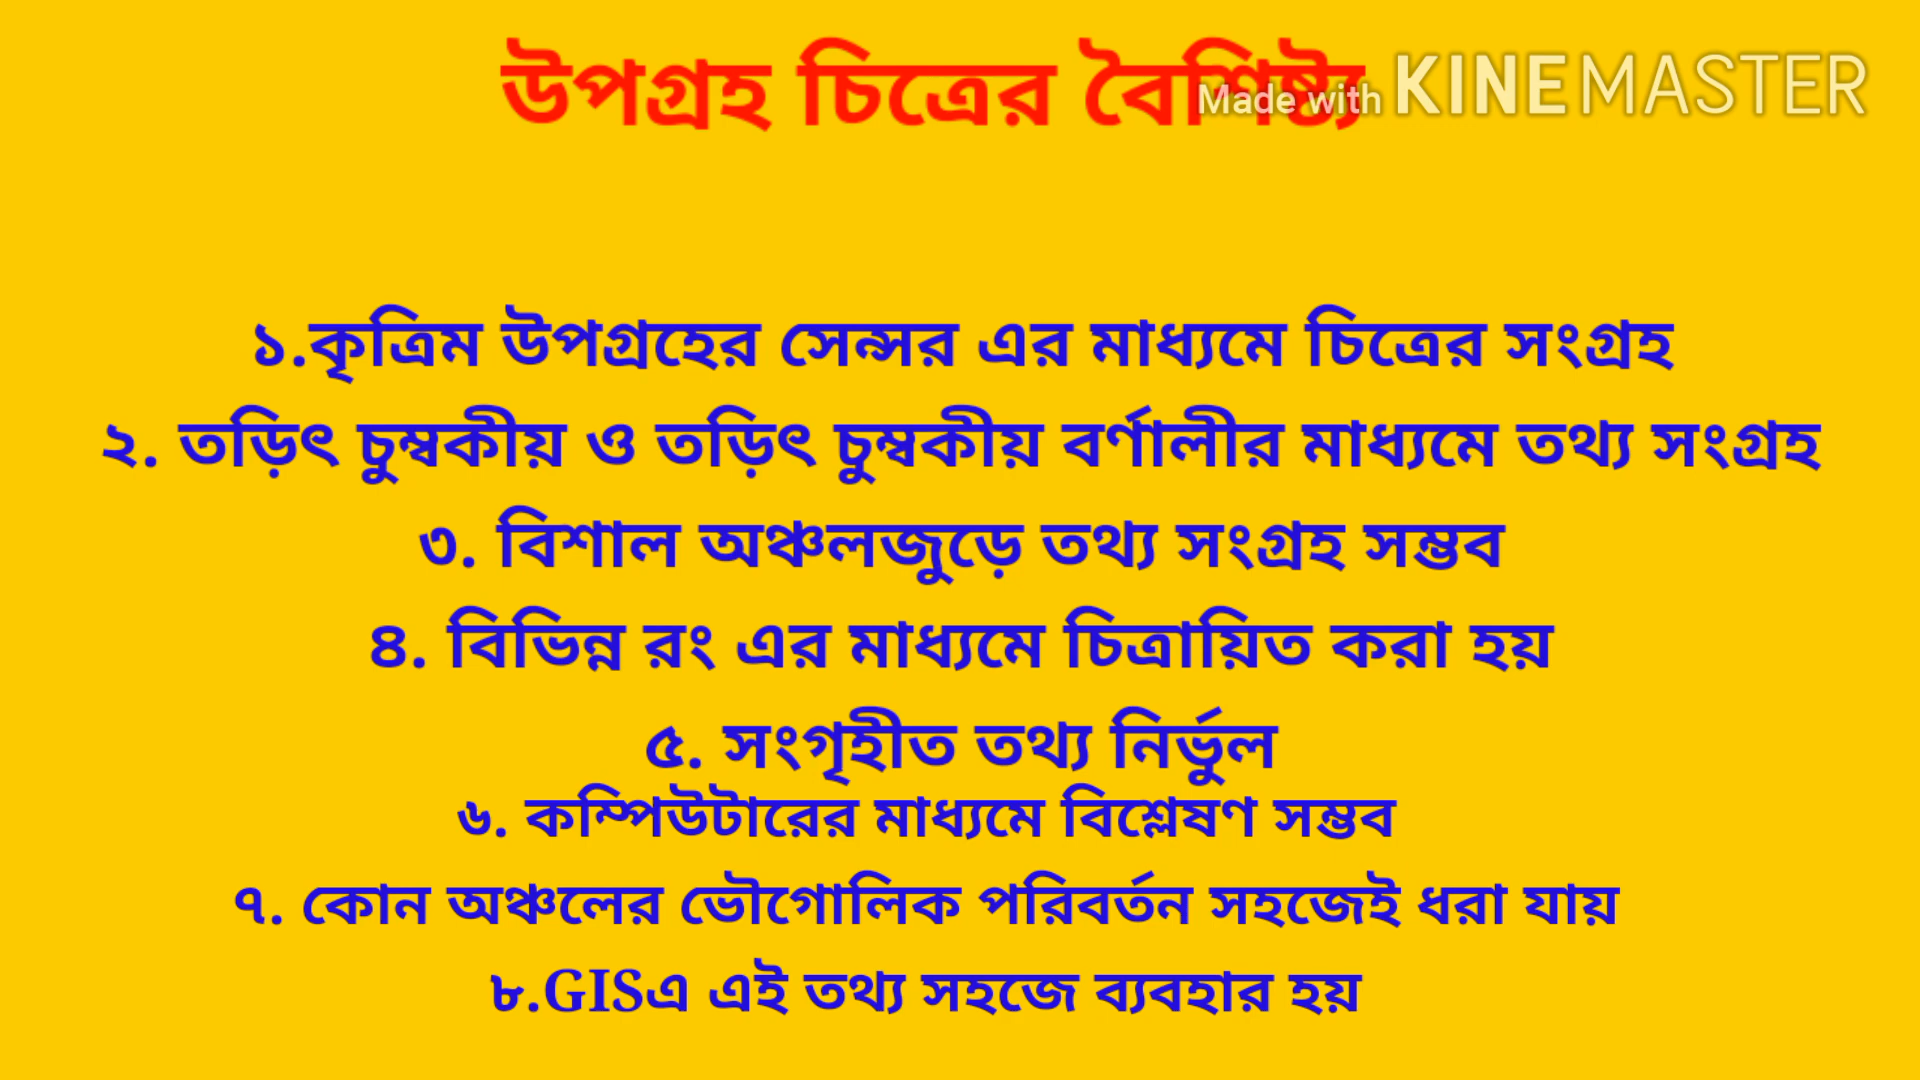 উপগ্রহ চিত্রের বৈশিষ্ট্য
Made with KINEMASTER
১.কৃত্রিম উপগ্রহের সেন্সর এর মাধ্যমে চিত্রের সংগ্রহ
২. তড়িৎ চুম্বকীয় ও তড়িৎ চুম্বকীয় বর্ণালীর মাধ্যমে তথ্য সংগ্রহ
৩. বিশাল অঞ্চলজুড়ে তথ্য সংগ্রহ সম্ভব
৪. বিভিন্ন রং এর মাধ্যমে চিত্রায়িত করা হয়
৫. সংগৃহীত তথ্য নির্ভুল
৬. কম্পিউটারের মাধ্যমে বিশ্লেষণ সম্ভব
৭. কোন অঞ্চলের ভৌগোলিক পরিবর্তন সহজেই ধরা যায়
৮.GISএ এই তথ্য সহজে ব্যবহার হয়